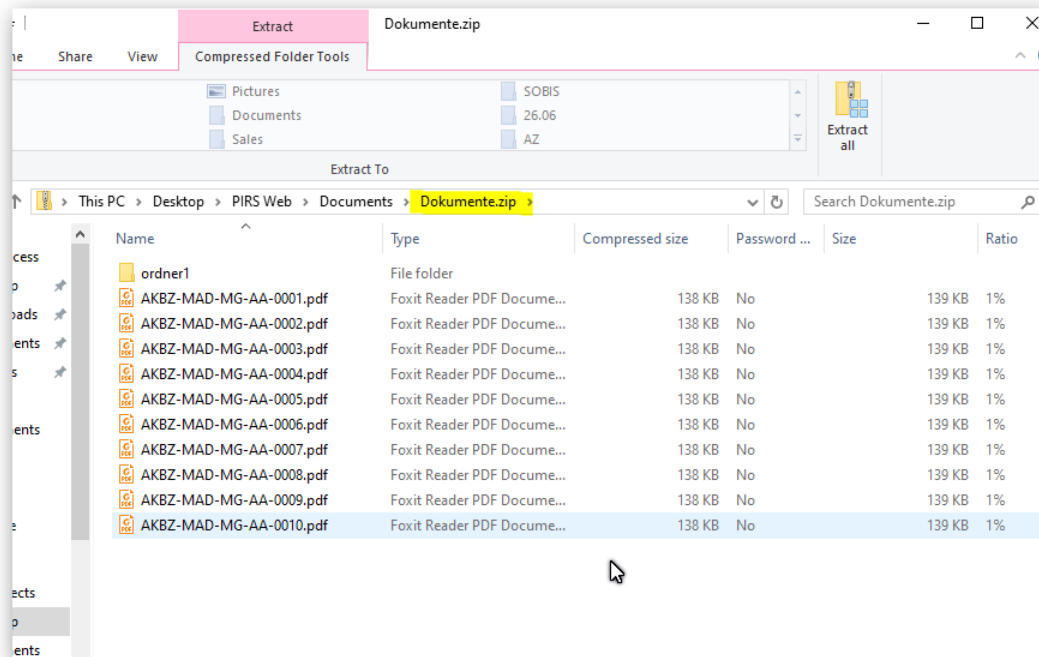 Extract Dokumente.zip
Share View Compressed Folder Tools
Pictures SOBIS
Documents 26.06
Sales AZ
Extract
all
Extract To
This PC Desktop PIRS Web Documents Dokumente.zip Search Dokumente.zip
Name Type Compressed size Password ... Size Ratio
cess
ordner1 File folder
p
AKBZ-MAD-MG-AA-0001.pdf Foxit Reader PDF Docume... 138 KB No 139 KB 1%
oads
AKBZ-MAD-MG-AA-0002.pdf Foxit Reader PDF Docume... 138 KB No 139 KB 1%
ments
AKBZ-MAD-MG-AA-0003.pdf Foxit Reader PDF Docume... 138 KB No 139 KB 1%
s
AKBZ-MAD-MG-AA-0004.pdf Foxit Reader PDF Docume... 138 KB No 139 KB 1%
AKBZ-MAD-MG-AA-0005.pdf Foxit Reader PDF Docume... 138 KB No 139 KB 1%
AKBZ-MAD-MG-AA-0006.pdf Foxit Reader PDF Docume... 138 KB No 139 KB 1%
ents
AKBZ-MAD-MG-AA-0007.pdf Foxit Reader PDF Docume... 138 KB No 139 KB 1%
AKBZ-MAD-MG-AA-0008.pdf Foxit Reader PDF Docume... 138 KB No 139 KB 1%
AKBZ-MAD-MG-AA-0009.pdf Foxit Reader PDF Docume... 138 KB No 139 KB 1%
e
AKBZ-MAD-MG-AA-0010.pdf Foxit Reader PDF Docume... 138 KB No 139 KB 1%
ects
p
ents